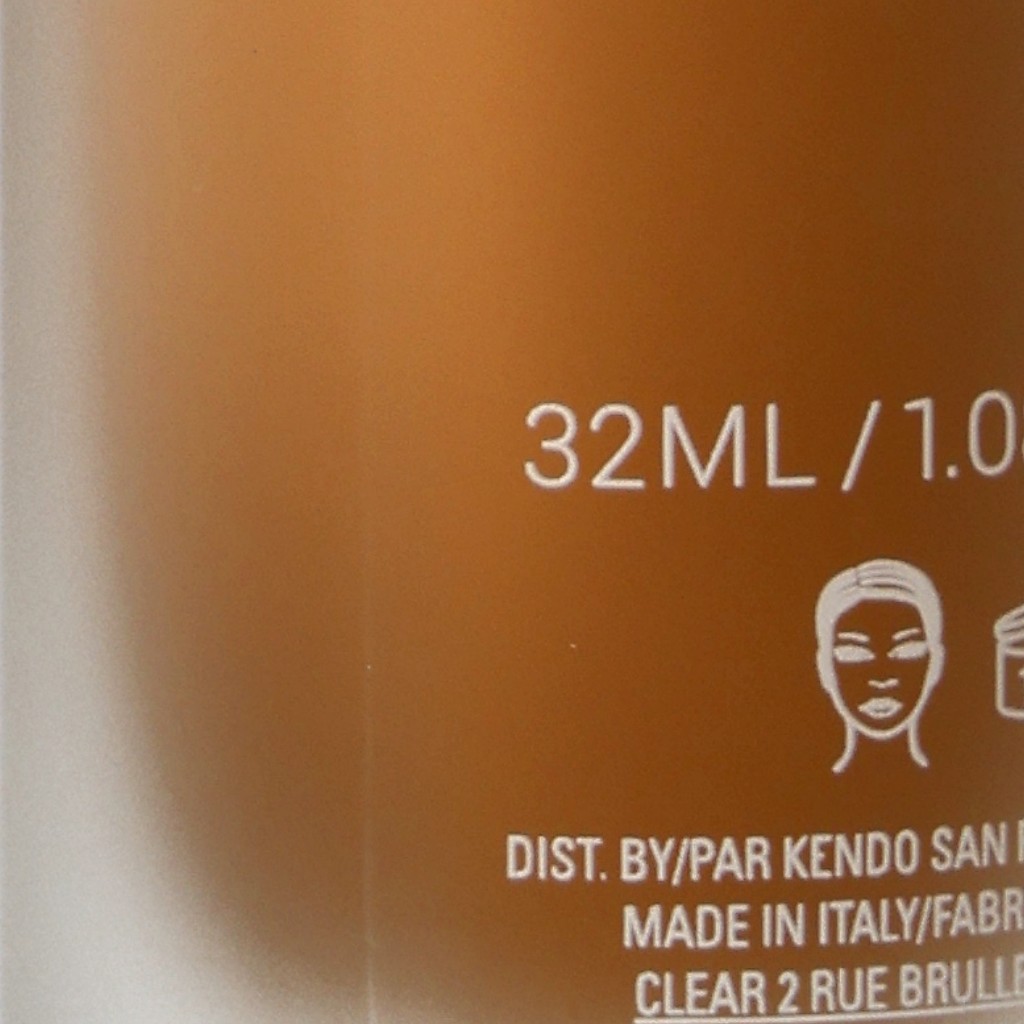 32ML / 1.0
DIST. BY/PAR KENDO SAN
MADE IN ITALY/FABR
CLEAR 2 RUE BRULLE